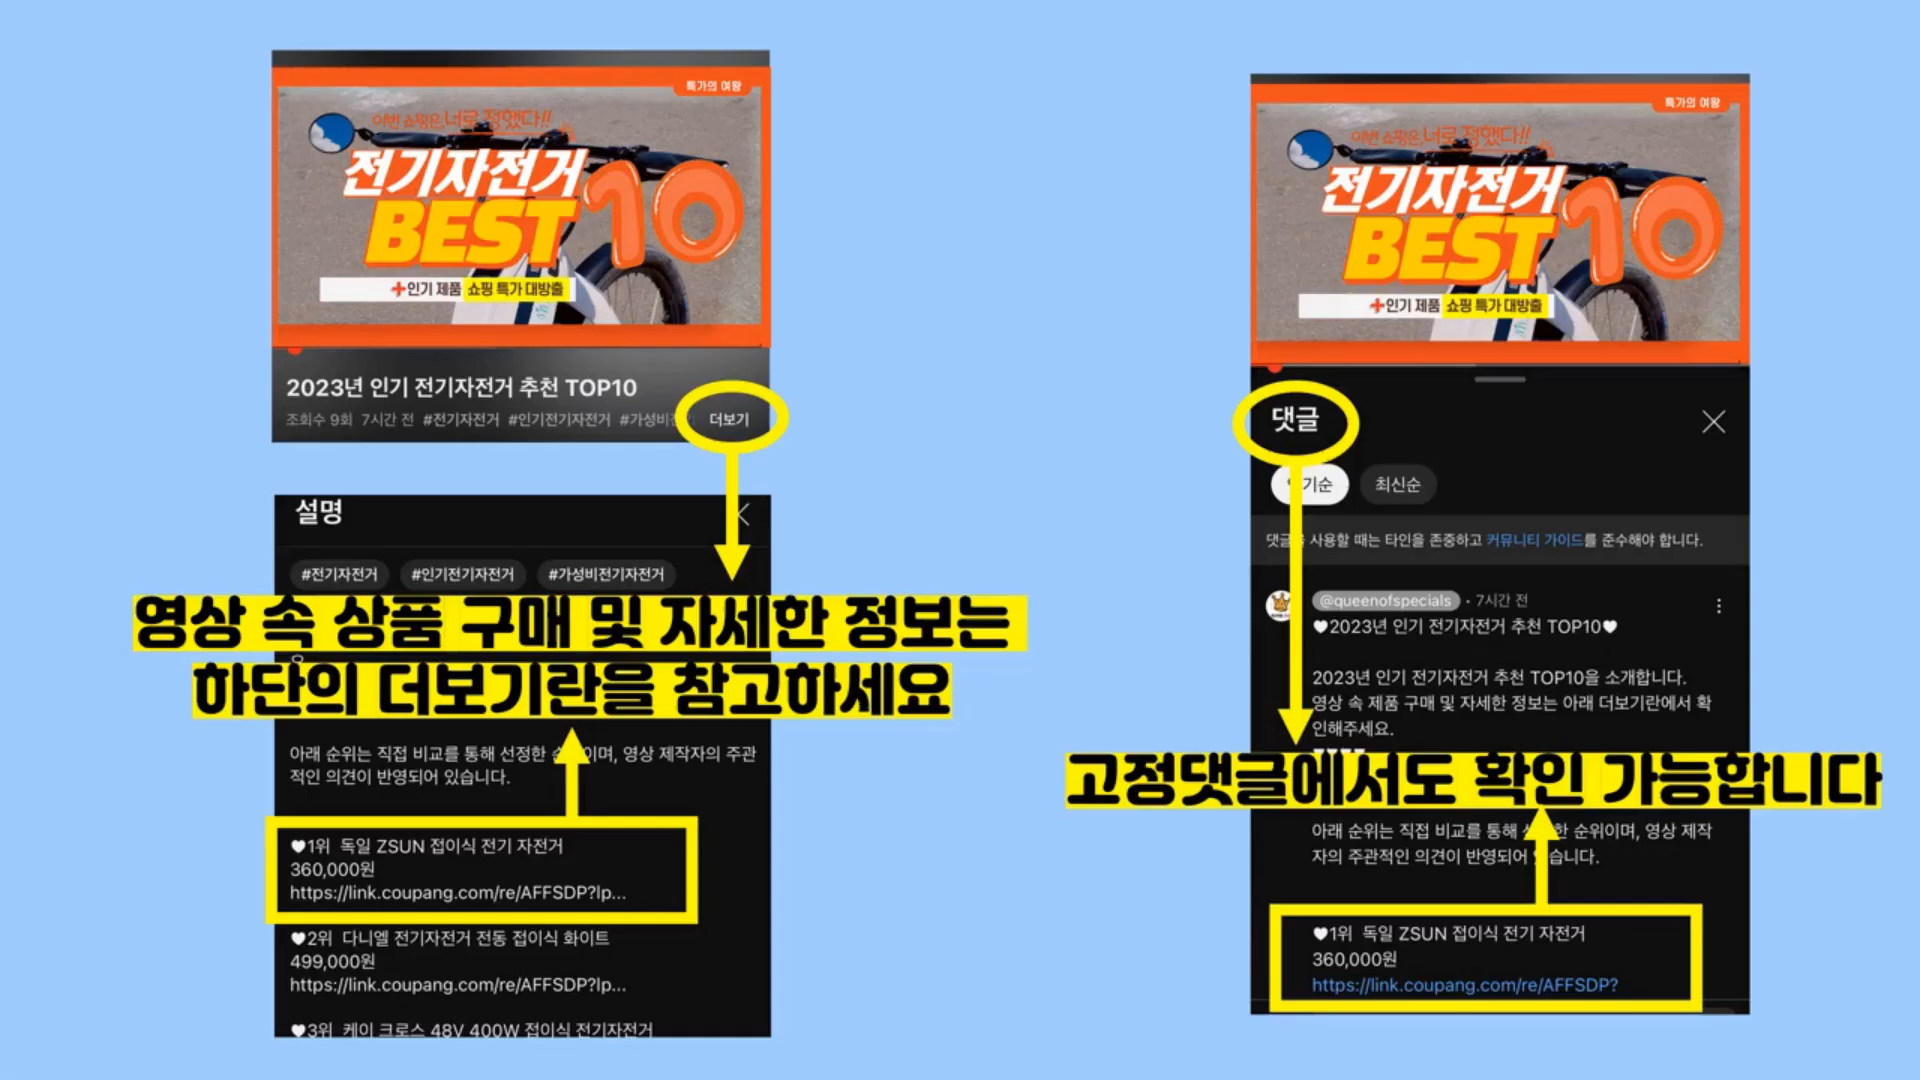 특가의 여왕
이번 쇼핑은 너로 정했다!!
전기자전거
BEST 10
+인기 제품 쇼핑 특가 대방출
2023년 인기 전기자전거 추천 TOP10
조회수 9회 7시간 전 #전기자전거 #인기전기자전거 #가성비전 더보기
설명
#전기자전거 #인기전기자전거 #가성비전기자전거
영상 속 상품 구매 및 자세한 정보는
하단의 더보기란을 참고하세요
아래 순위는 직접 비교를 통해 선정한 순위이며, 영상 제작자의 주관
적인 의견이 반영되어 있습니다.
♥1위 독일 ZSUN 접이식 전기 자전거
360,000원
https://link.coupang.com/re/AFFSDP?lp...
♥2위 다니엘 전기자전거 전동 접이식 화이트
499,000원
https://link.coupang.com/re/AFFSDP?lp...
♥3위 케이 크로스 48V 400W 접이식 전기자전거
특가의 여왕
이번 쇼핑은 너로 정했다!!
전기자전거
BEST 10
+인기 제품 쇼핑 특가 대방출
댓글
인기순 최신순
댓글을 사용할 때는 타인을 존중하고 커뮤니티 가이드를 준수해야 합니다.
@queenofspecials · 7시간 전
♥2023년 인기 전기자전거 추천 TOP10♥
2023년 인기 전기자전거 추천 TOP10을 소개합니다.
영상 속 제품 구매 및 자세한 정보는 아래 더보기란에서 확
인해주세요.
고정댓글에서도 확인 가능합니다
아래 순위는 직접 비교를 통해 선정한 순위이며, 영상 제작
자의 주관적인 의견이 반영되어 있습니다.
♥1위 독일 ZSUN 접이식 전기 자전거
360,000원
https://link.coupang.com/re/AFFSDP?